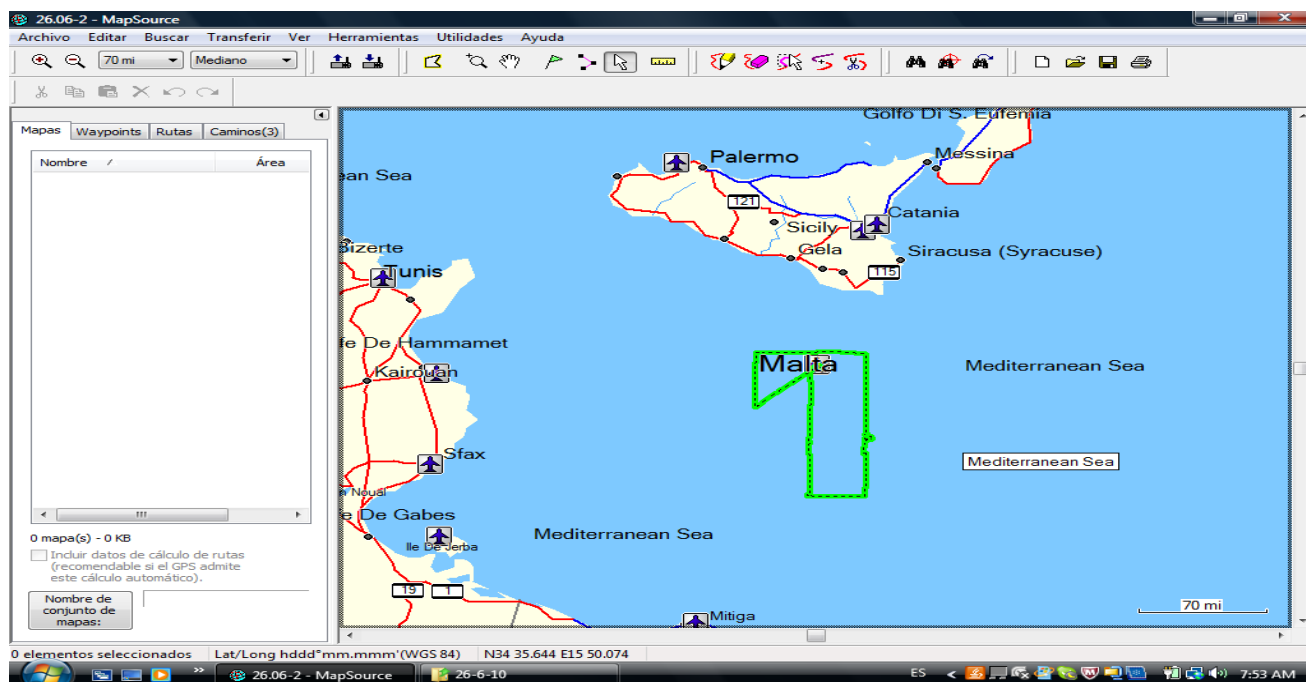 26.06-2 - MapSource
Archivo Editar Buscar Transferir Ver Herramientas Utilidades Ayuda
70 mi Mediano
Mapas Waypoints Rutas Caminos(3)
Nombre / Área
0 mapa(s) - 0 KB
Incluir datos de cálculo de rutas
(recomendable si el GPS admite
este cálculo automático).
Nombre de
conjunto de
mapas:
Golfo Di S. Eufemia
Palermo
Messina
ean Sea
121
Catania
Sicily
Bizerte
Gela
Siracusa (Syracuse)
Tunis
115
fe De Hammamet
Malta
Mediterranean Sea
Kairouan
Sfax
Mediterranean Sea
n Noual
e De Gabes
Mediterranean Sea
Ile De Jerba
19 1
70 mi
Mitiga
0 elementos seleccionados Lat/Long hddd°mm.mmm'(WGS 84) N34 35.644 E15 50.074
26.06-2 - MapSource 26-6-10 ES 7:53 AM